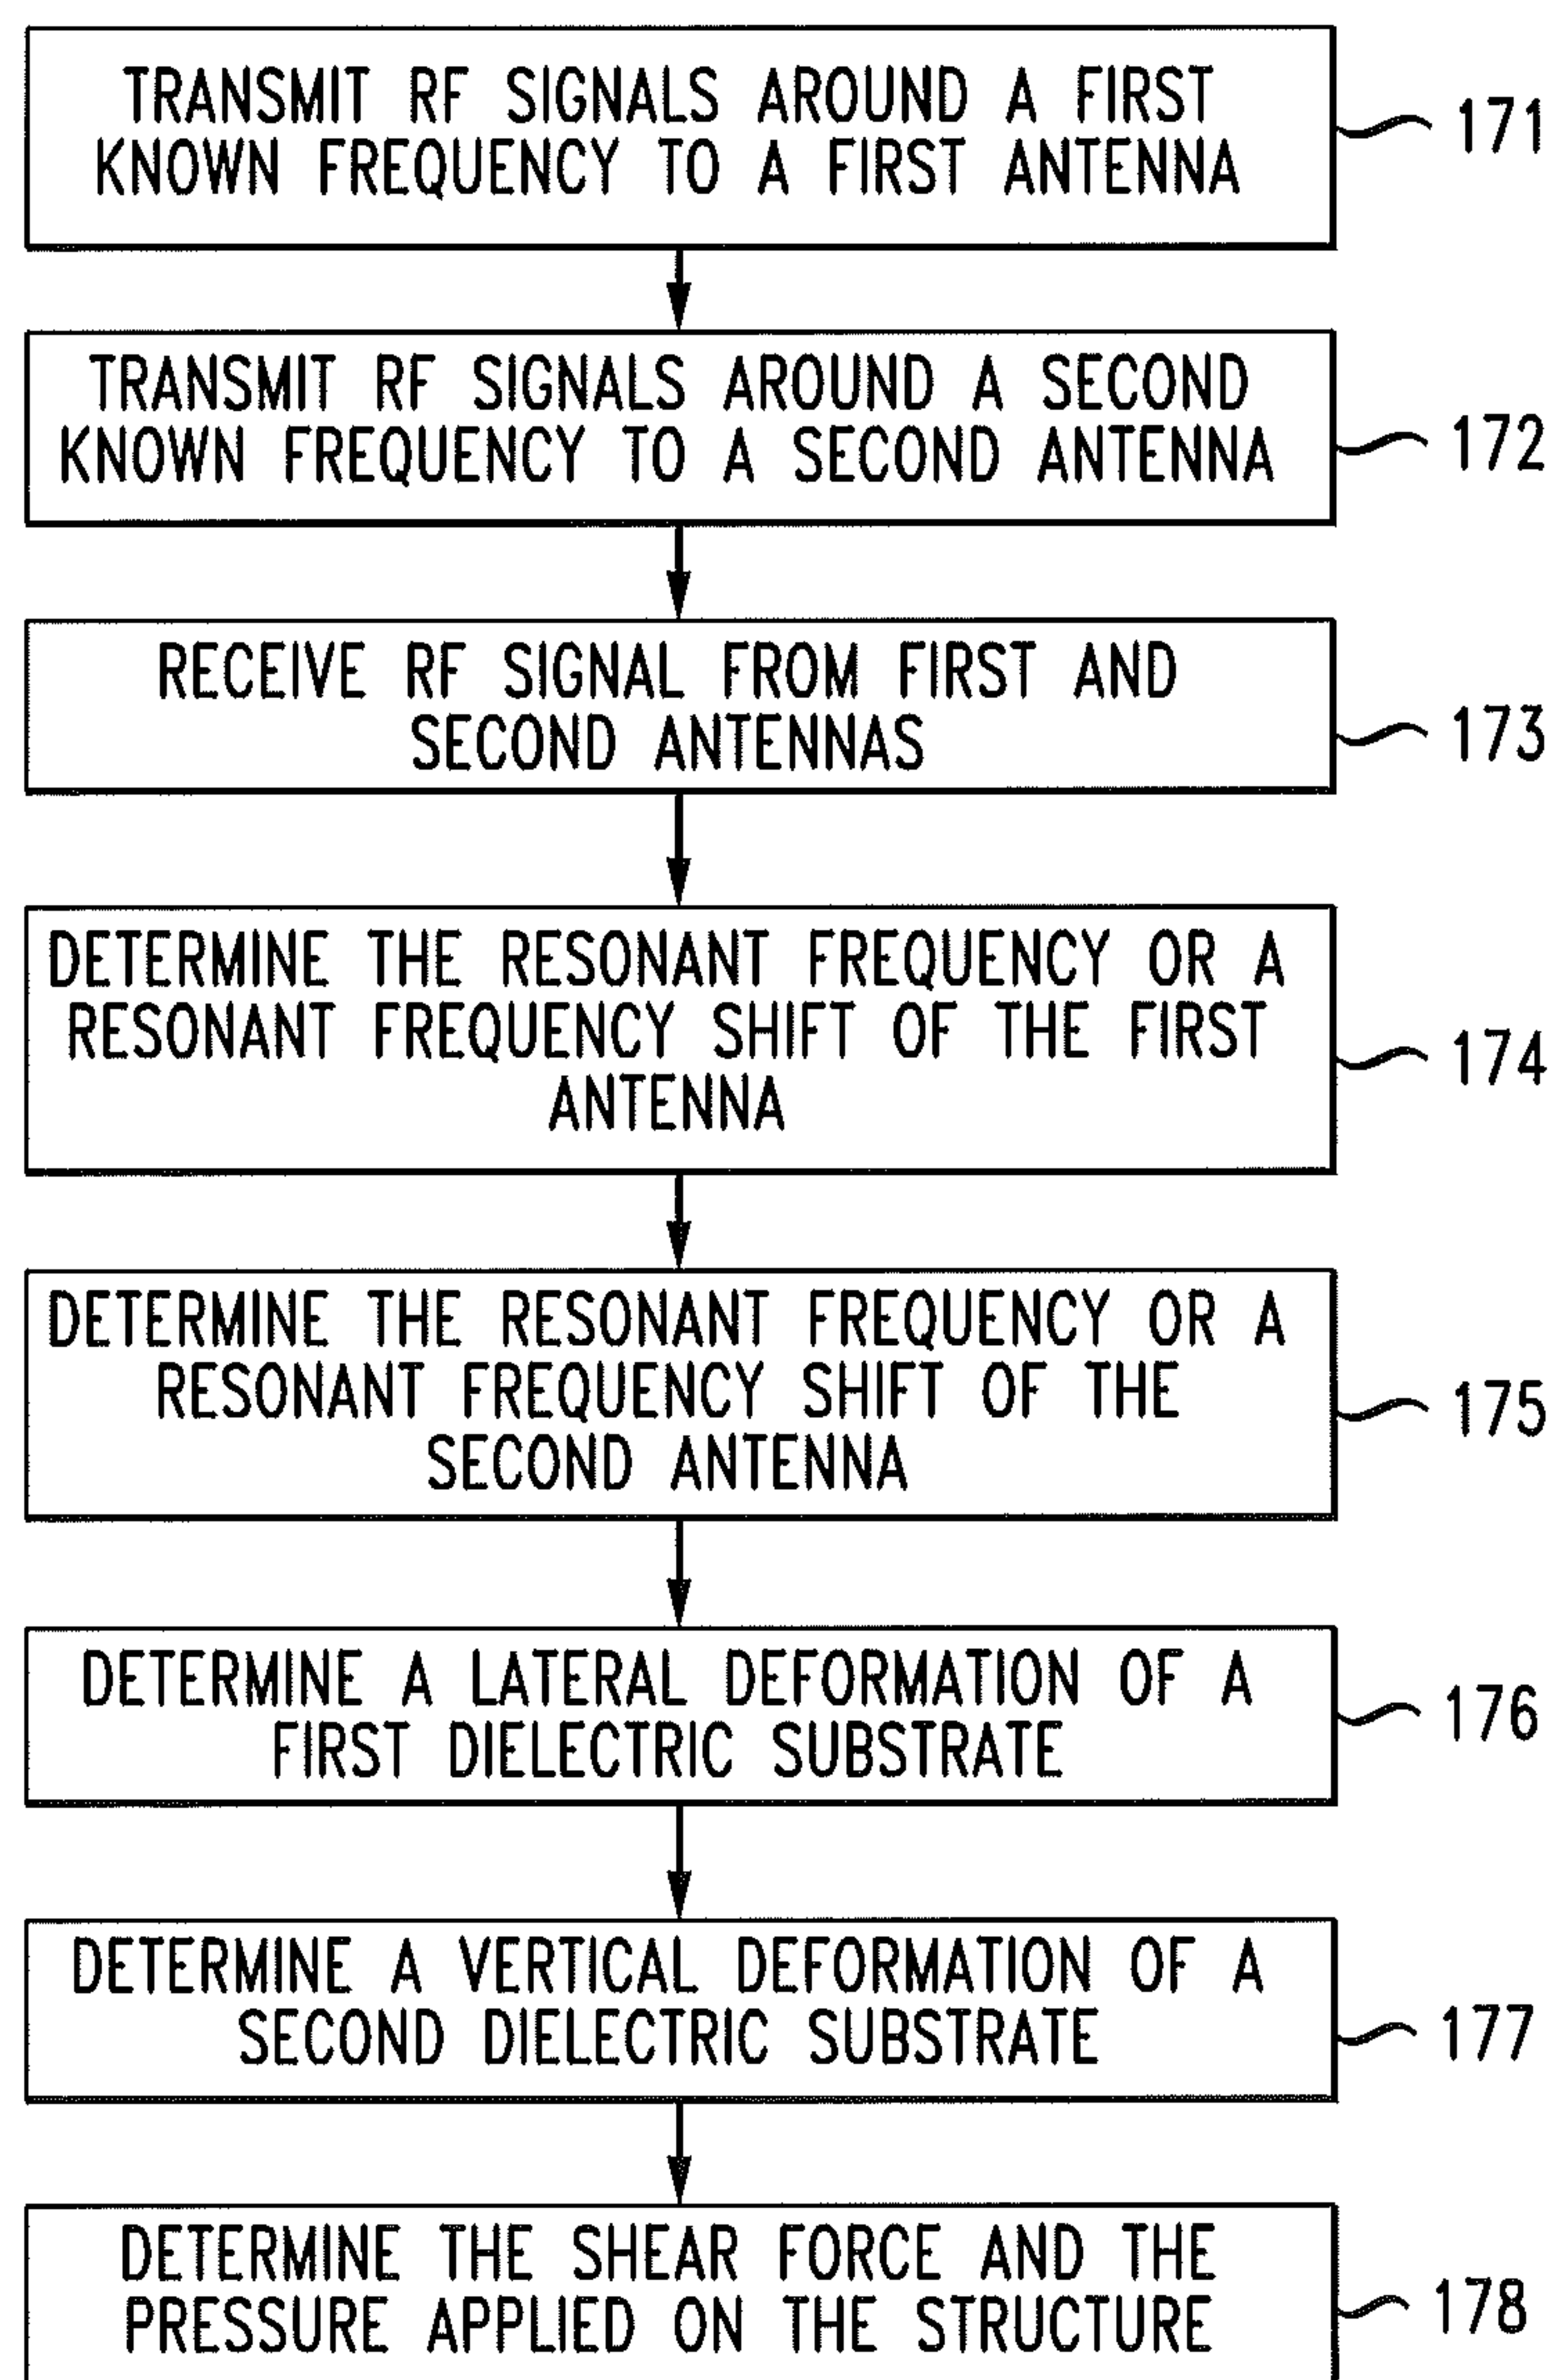 TRANSMIT RF SIGNALS AROUND A FIRST
KNOWN FREQUENCY TO A FIRST ANTENNA
171
TRANSMIT RF SIGNALS AROUND A SECOND
KNOWN FREQUENCY TO A SECOND ANTENNA
172
RECEIVE RF SIGNAL FROM FIRST AND
SECOND ANTENNAS
173
DETERMINE THE RESONANT FREQUENCY OR A
RESONANT FREQUENCY SHIFT OF THE FIRST
ANTENNA
174
DETERMINE THE RESONANT FREQUENCY OR A
RESONANT FREQUENCY SHIFT OF THE
SECOND ANTENNA
175
DETERMINE A LATERAL DEFORMATION OF A
FIRST DIELECTRIC SUBSTRATE
176
DETERMINE A VERTICAL DEFORMATION OF A
SECOND DIELECTRIC SUBSTRATE
177
DETERMINE THE SHEAR FORCE AND THE
PRESSURE APPLIED ON THE STRUCTURE
178